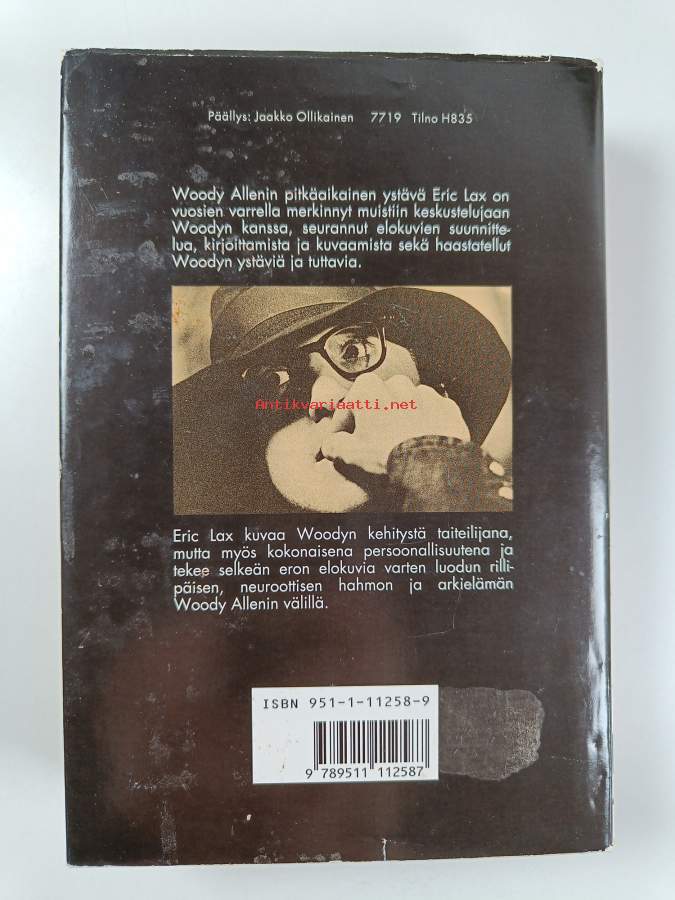 Päällys: Jaakko Ollikainen 7719 Tilno H835
Woody Allenin pitkäaikainen ystävä Eric Lax on
vuosien varrella merkinnyt muistiin keskustelujaan
Woodyn kanssa, seurannut elokuvien suunnitte-
lua, kirjoittamista ja kuvaamista sekä haastatellut
Woodyn ystäviä ja tuttavia.
Antikvariaatti.net
Eric Lax kuvaa Woodyn kehitystä taiteilijana,
mutta myös kokonaisena persoonallisuutena ja
tekee selkeän eron elokuvia varten luodun rilli-
päisen, neuroottisen hahmon ja arkielämän
Woody Allenin välillä.
ISBN 951-1-11258-9
9 789511 112587